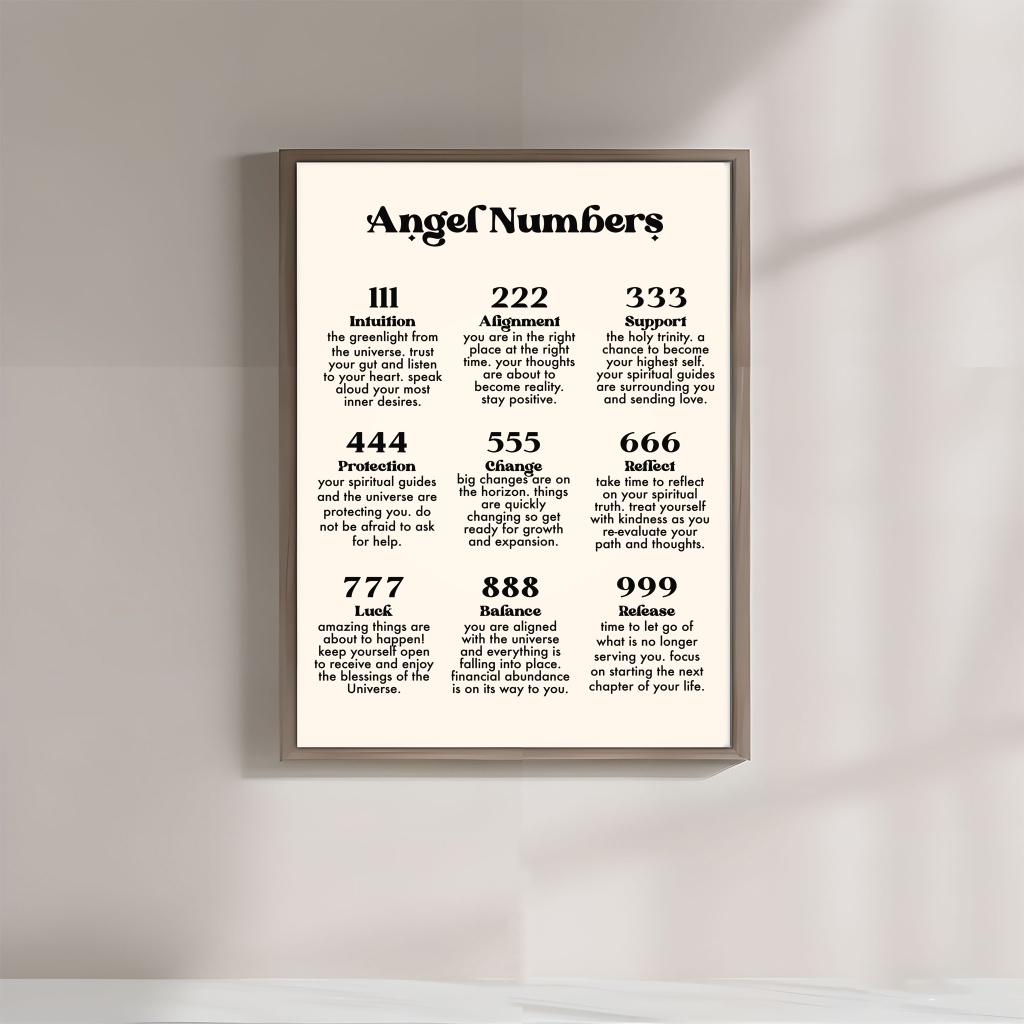 Angel Numbers
111
Intuition
the greenlight from
the universe. trust
your gut and listen
to your heart. speak
aloud your most
inner desires.
222
Alignment
you are in the right
place at the right
time. your thoughts
are about to
become reality.
stay positive.
333
Support
the holy trinity. a
chance to become
your highest self.
your spiritual guides
are surrounding you
and sending love.
444
Protection
your spiritual guides
and the universe are
protecting you. do
not be afraid to ask
for help.
555
Change
big changes are on
the horizon. things
are quickly
changing so get
ready for growth
and expansion.
666
Reflect
take time to reflect
on your spiritual
truth. treat yourself
with kindness as you
re-evaluate your
path and thoughts.
777
Luck
amazing things are
about to happen!
keep yourself open
to receive and enjoy
the blessings of the
Universe.
888
Balance
you are aligned
with the universe
and everything is
falling into place.
financial abundance
is on its way to you.
999
Release
time to let go of
what is no longer
serving you. focus
on starting the next
chapter of your life.